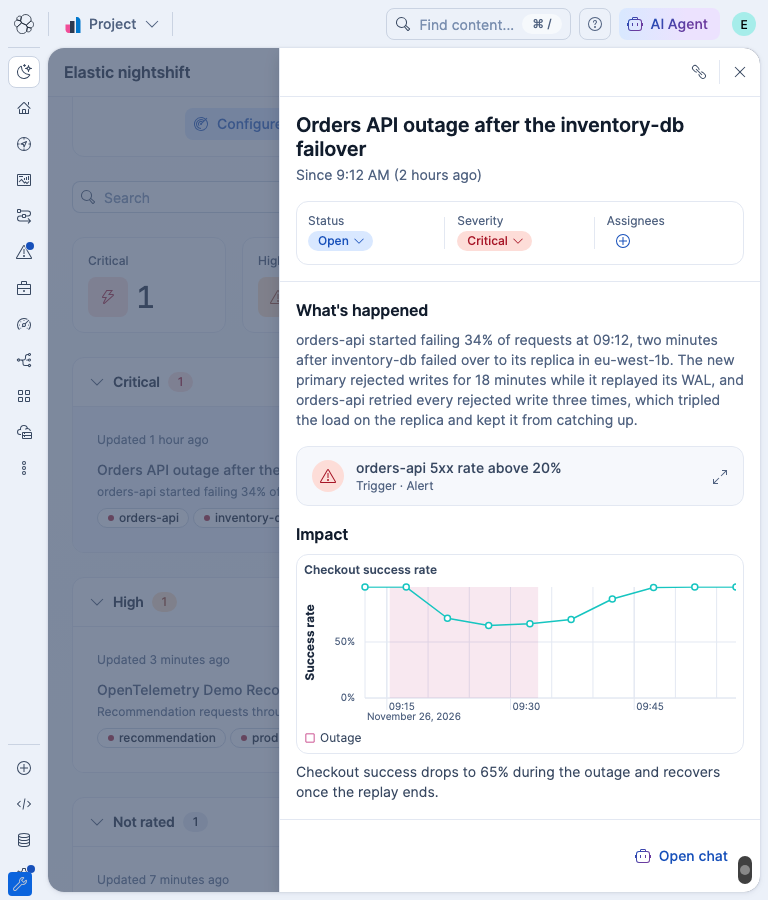 Project
Find content...
⌘ /
AI Agent
E
Elastic nightshift
Configure
Search
Critical
1
High
Critical
1
Updated 1 hour ago
Orders API outage after the
orders-api started failing 34% of
orders-api
High
1
Updated 3 minutes ago
OpenTelemetry Demo
Recommendation requests
recommendation
Not rated
1
Updated 7 minutes ago
Orders API outage after the inventory-db
failover
Since 9:12 AM (2 hours ago)
Status
Severity
Assignees
Open
Critical
What's happened
orders-api started failing 34% of requests at 09:12, two minutes
after inventory-db failed over to its replica in eu-west-1b. The new
primary rejected writes for 18 minutes while it replayed its WAL, and
orders-api retried every rejected write three times, which tripled
the load on the replica and kept it from catching up.
orders-api 5xx rate above 20%
Trigger · Alert
Impact
Checkout success rate
Success rate
50%
0%
09:15
09:30
09:45
November 26, 2026
Outage
Checkout success drops to 65% during the outage and recovers
once the replay ends.
Open chat